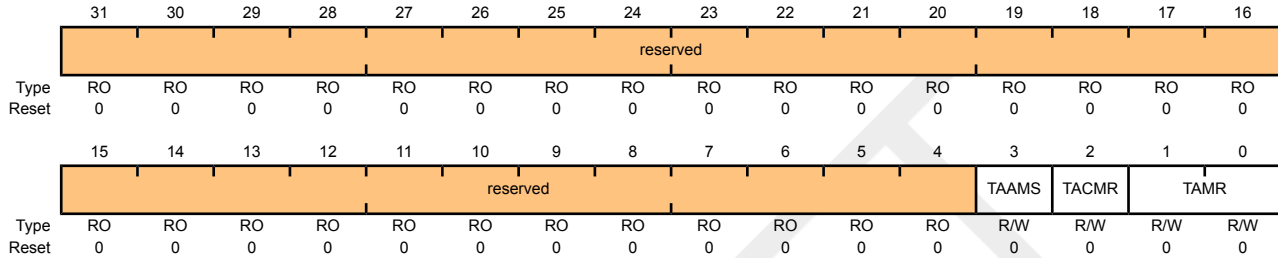 31 30 29 28 27 26 25 24 23 22 21 20 19 18 17 16
reserved
Type RO RO RO RO RO RO RO RO RO RO RO RO RO RO RO RO
Reset 0 0 0 0 0 0 0 0 0 0 0 0 0 0 0 0
15 14 13 12 11 10 9 8 7 6 5 4 3 2 1 0
reserved TAAMS TACMR TAMR
Type RO RO RO RO RO RO RO RO RO RO RO RO R/W R/W R/W R/W
Reset 0 0 0 0 0 0 0 0 0 0 0 0 0 0 0 0